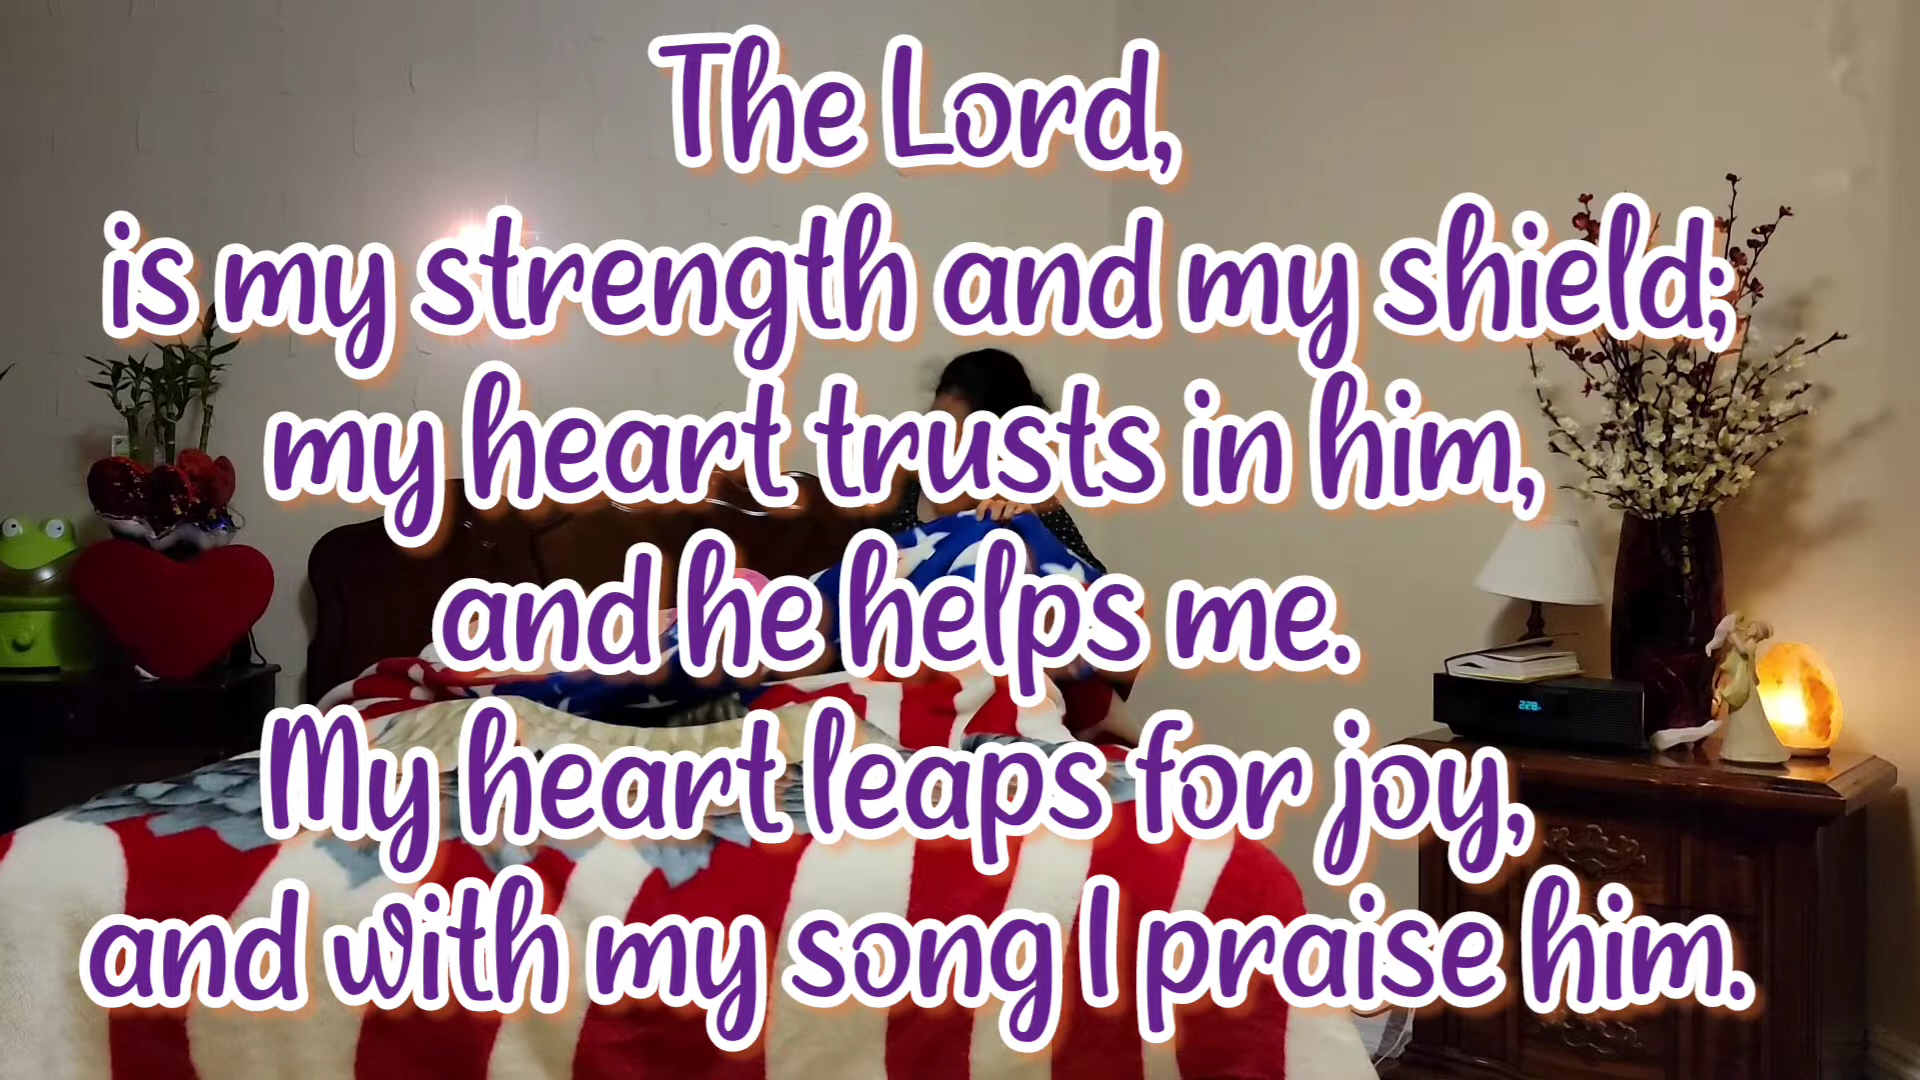 The Lord,
is my strength and my shield;
my heart trusts in him,
and he helps me.
My heart leaps for joy,
and with my song I praise him.